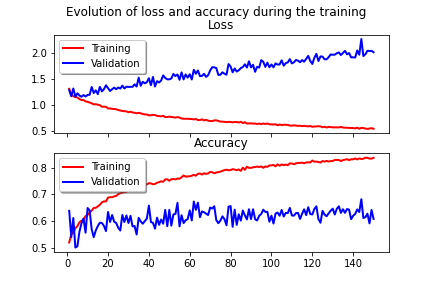 Evolution of loss and accuracy during the training
Loss
2.0
1.5
1.0
0.5
Training
Validation
Accuracy
0.8
0.7
0.6
0.5
Training
Validation
0 20 40 60 80 100 120 140